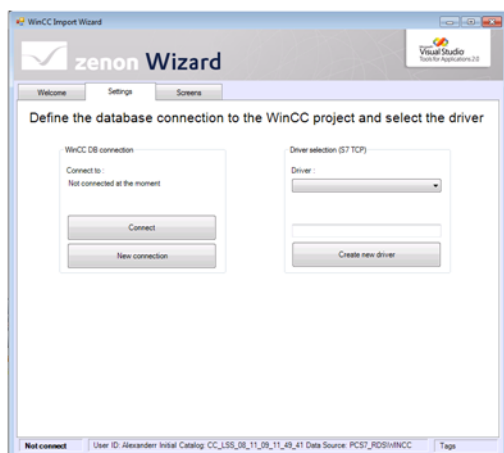 WinCC Import Wizard
zenon Wizard
Microsoft
Visual Studio
Tools for Applications 2.0
Welcome
Settings
Screens
Define the database connection to the WinCC project and select the driver
WinCC DB connection
Connect to :
Not connected at the moment
Connect
New connection
Driver selection (S7 TCP)
Driver :
Create new driver
Not connect
User ID: Alexanderr Initial Catalog: CC_LSS_08_11_09_11_49_41 Data Source: PCS7_RDS\WINCC
Tags